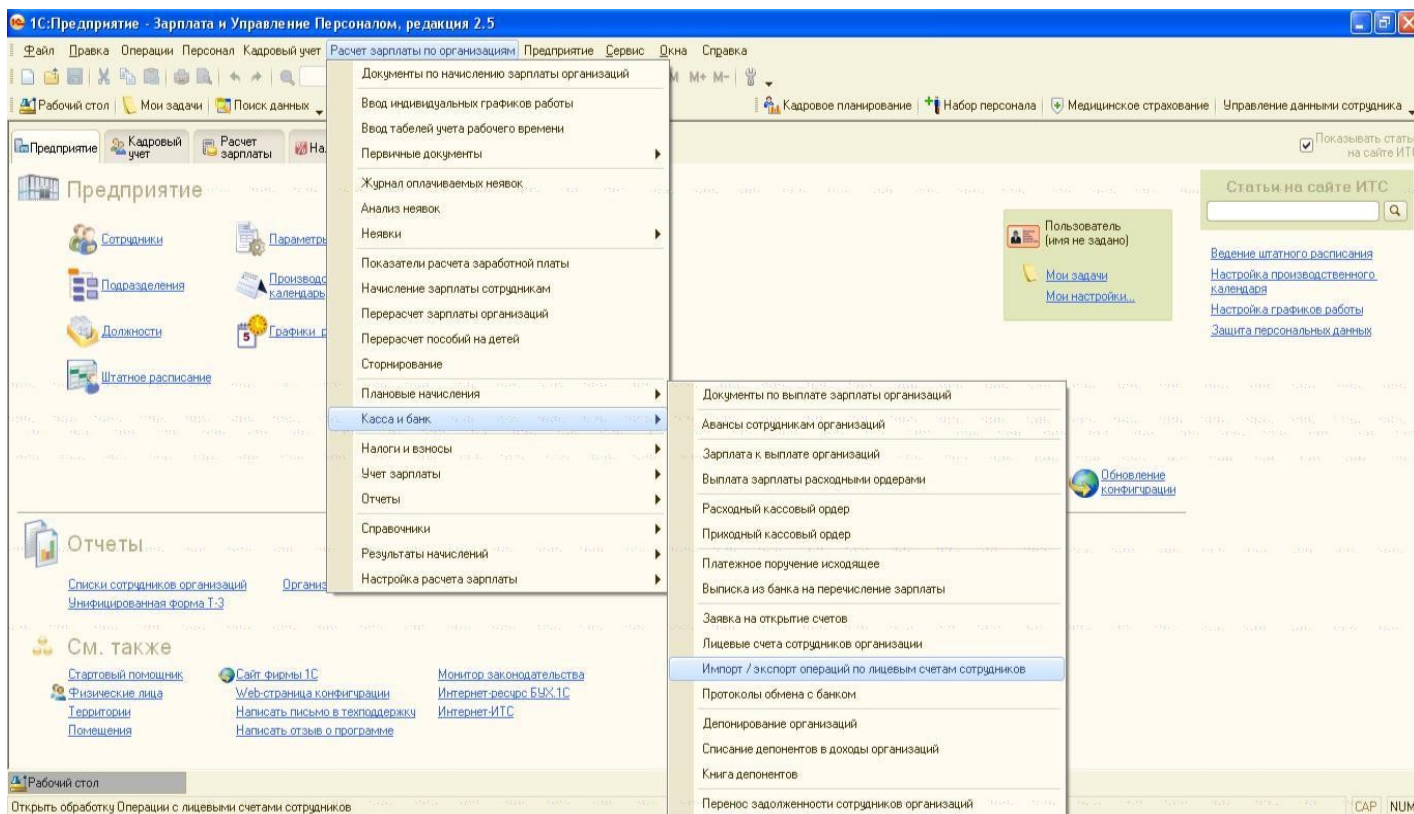 1С:Предприятие - Зарплата и Управление Персоналом, редакция 2.5
Файл Правка Операции Персонал Кадровый учет Расчет зарплаты по организациям Предприятие Сервис Окна Справка
M M+ M-
Рабочий стол Мои задачи Поиск данных Кадровое планирование Набор персонала Медицинское страхование Управление данными сотрудника
Предприятие Кадровый учет Расчет зарплаты
Показывать
на сайте
Документы по начислению зарплаты организаций
Ввод индивидуальных графиков работы
Ввод табелей учета рабочего времени
Первичные документы
Журнал оплачиваемых неявок
Анализ неявок
Неявки
Показатели расчета заработной платы
Начисление зарплаты сотрудникам
Перерасчет зарплаты организаций
Перерасчет пособий на детей
Сторнирование
Плановые начисления
Касса и банк
Налоги и взносы
Учет зарплаты
Отчеты
Справочники
Результаты начислений
Настройка расчета зарплаты
Документы по выплате зарплаты организаций
Авансы сотрудникам организаций
Зарплата к выплате организаций
Выплата зарплаты расходными ордерами
Расходный кассовый ордер
Приходный кассовый ордер
Платежное поручение исходящее
Выписка из банка на перечисление зарплаты
Заявка на открытие счетов
Лицевые счета сотрудников организации
Импорт / экспорт операций по лицевым счетам сотрудников
Протоколы обмена с банком
Депонирование организаций
Списание депонентов в доходы организаций
Книга депонентов
Перенос задолженности сотрудников организаций
Предприятие
Сотрудники
Подразделения
календарь
Должности
5
Графики
Штатное расписание
Пользователь
(имя не задано)
Мои задачи
Мои настройки...
Статьи на сайте ИТС
Ведение штатного расписания
Настройка производственного
календаря
Настройка графиков работы
Защита персональных данных
Обновление
конфигурации
Отчеты
Списки сотрудников организаций
Унифицированная форма Т-3
См. также
Стартовый помощник Сайт фирмы 1С Монитор законодательства
Физические лица Web-страница конфигурации Интернет-ресурс БУХ.1С
Территории Написать письмо в техподдержку Интернет-ИТС
Помещения Написать отзыв о программе
Рабочий стол
Открыть обработку Операции с лицевыми счетами сотрудников
CAP NUM